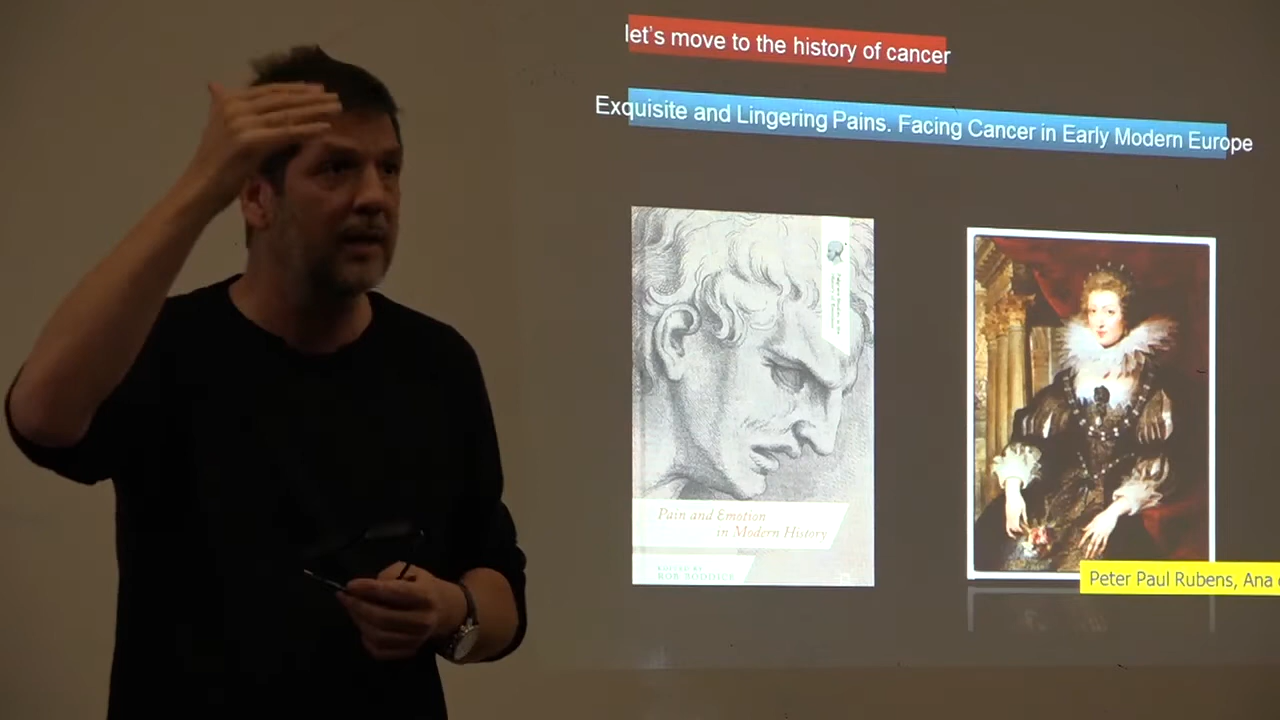 let's move to the history of cancer
Exquisite and Lingering Pains. Facing Cancer in Early Modern Europe
Pain and Emotion
in Modern History
EDITED BY
ROB BODDICE
Peter Paul Rubens, Ana